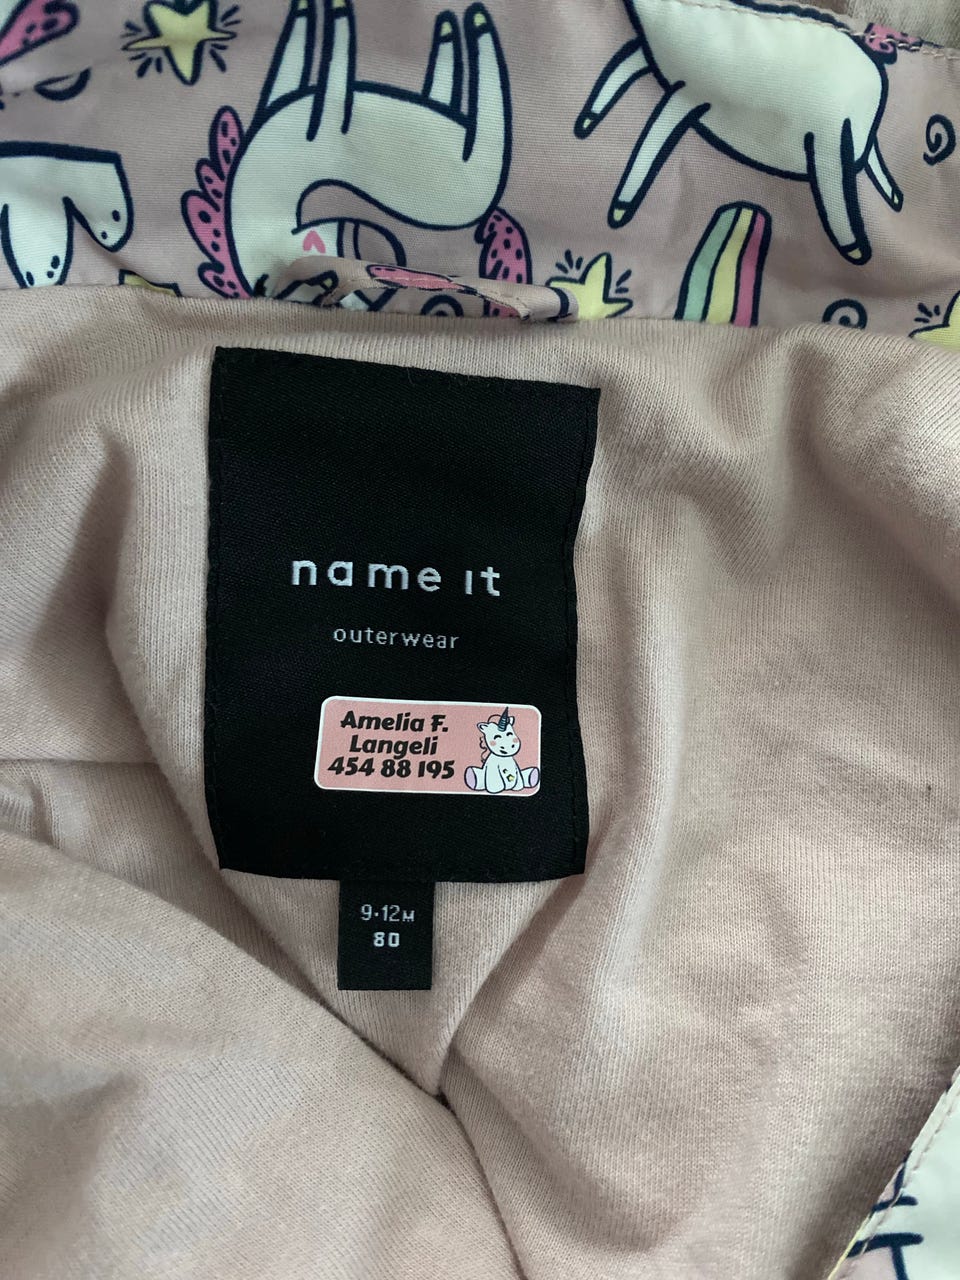 name it
outerwear
Amelia F.
Langeli
454 88 195
9-12M
80